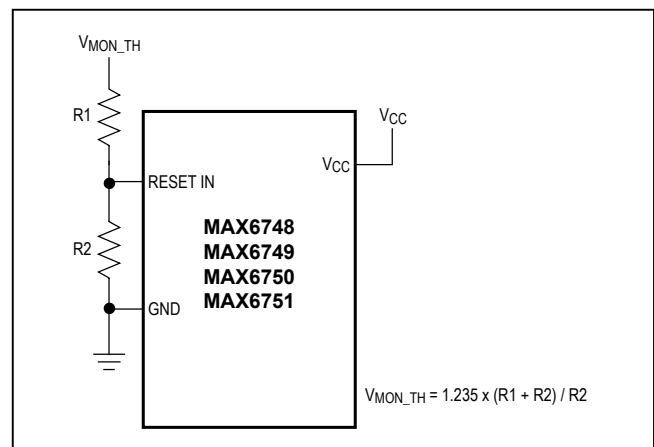 VMON_TH
R1
VCC
VCC
RESET IN
R2
MAX6748
MAX6749
MAX6750
MAX6751
GND
VMON_TH = 1.235 x (R1 + R2) / R2